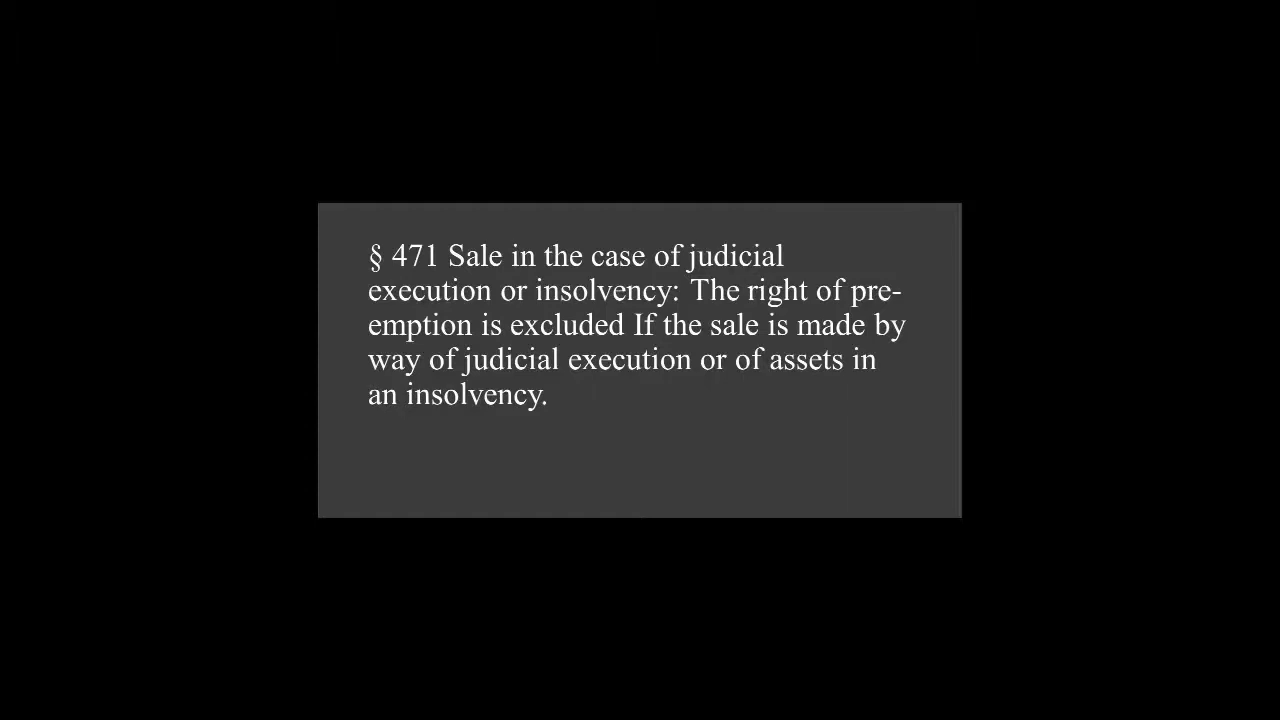 § 471 Sale in the case of judicial
execution or insolvency: The right of pre-
emption is excluded If the sale is made by
way of judicial execution or of assets in
an insolvency.